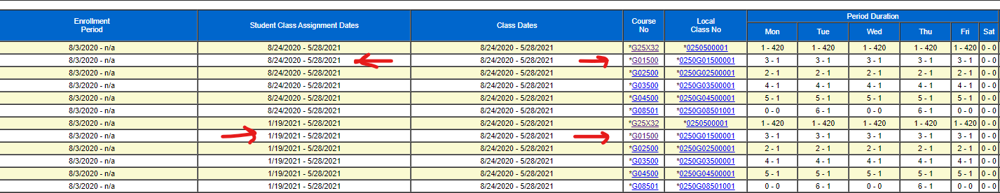 Enrollment Period Student Class Assignment Dates Class Dates Course No Local Class No Period Duration
Mon Tue Wed Thu Fri Sat
8/3/2020 - n/a 8/24/2020 - 5/28/2021 8/24/2020 - 5/28/2021 *G25X32 *0250500001 1 - 420 1 - 420 1 - 420 1 - 420 1 - 420 0 - 0
8/3/2020 - n/a 8/24/2020 - 5/28/2021 8/24/2020 - 5/28/2021 *G01500 *0250G01500001 3 - 1 3 - 1 3 - 1 3 - 1 3 - 1 0 - 0
8/3/2020 - n/a 8/24/2020 - 5/28/2021 8/24/2020 - 5/28/2021 *G02500 *0250G02500001 2 - 1 2 - 1 2 - 1 2 - 1 2 - 1 0 - 0
8/3/2020 - n/a 8/24/2020 - 5/28/2021 8/24/2020 - 5/28/2021 *G03500 *0250G03500001 4 - 1 4 - 1 4 - 1 4 - 1 4 - 1 0 - 0
8/3/2020 - n/a 8/24/2020 - 5/28/2021 8/24/2020 - 5/28/2021 *G04500 *0250G04500001 5 - 1 5 - 1 5 - 1 5 - 1 5 - 1 0 - 0
8/3/2020 - n/a 8/24/2020 - 5/28/2021 8/24/2020 - 5/28/2021 *G08501 *0250G08501001 0 - 0 6 - 1 0 - 0 6 - 1 0 - 0 0 - 0
8/3/2020 - n/a 1/19/2021 - 5/28/2021 8/24/2020 - 5/28/2021 *G25X32 *0250500001 1 - 420 1 - 420 1 - 420 1 - 420 1 - 420 0 - 0
8/3/2020 - n/a 1/19/2021 - 5/28/2021 8/24/2020 - 5/28/2021 *G01500 *0250G01500001 3 - 1 3 - 1 3 - 1 3 - 1 3 - 1 0 - 0
8/3/2020 - n/a 1/19/2021 - 5/28/2021 8/24/2020 - 5/28/2021 *G02500 *0250G02500001 2 - 1 2 - 1 2 - 1 2 - 1 2 - 1 0 - 0
8/3/2020 - n/a 1/19/2021 - 5/28/2021 8/24/2020 - 5/28/2021 *G03500 *0250G03500001 4 - 1 4 - 1 4 - 1 4 - 1 4 - 1 0 - 0
8/3/2020 - n/a 1/19/2021 - 5/28/2021 8/24/2020 - 5/28/2021 *G04500 *0250G04500001 5 - 1 5 - 1 5 - 1 5 - 1 5 - 1 0 - 0
8/3/2020 - n/a 1/19/2021 - 5/28/2021 8/24/2020 - 5/28/2021 *G08501 *0250G08501001 0 - 0 6 - 1 0 - 0 6 - 1 0 - 0 0 - 0